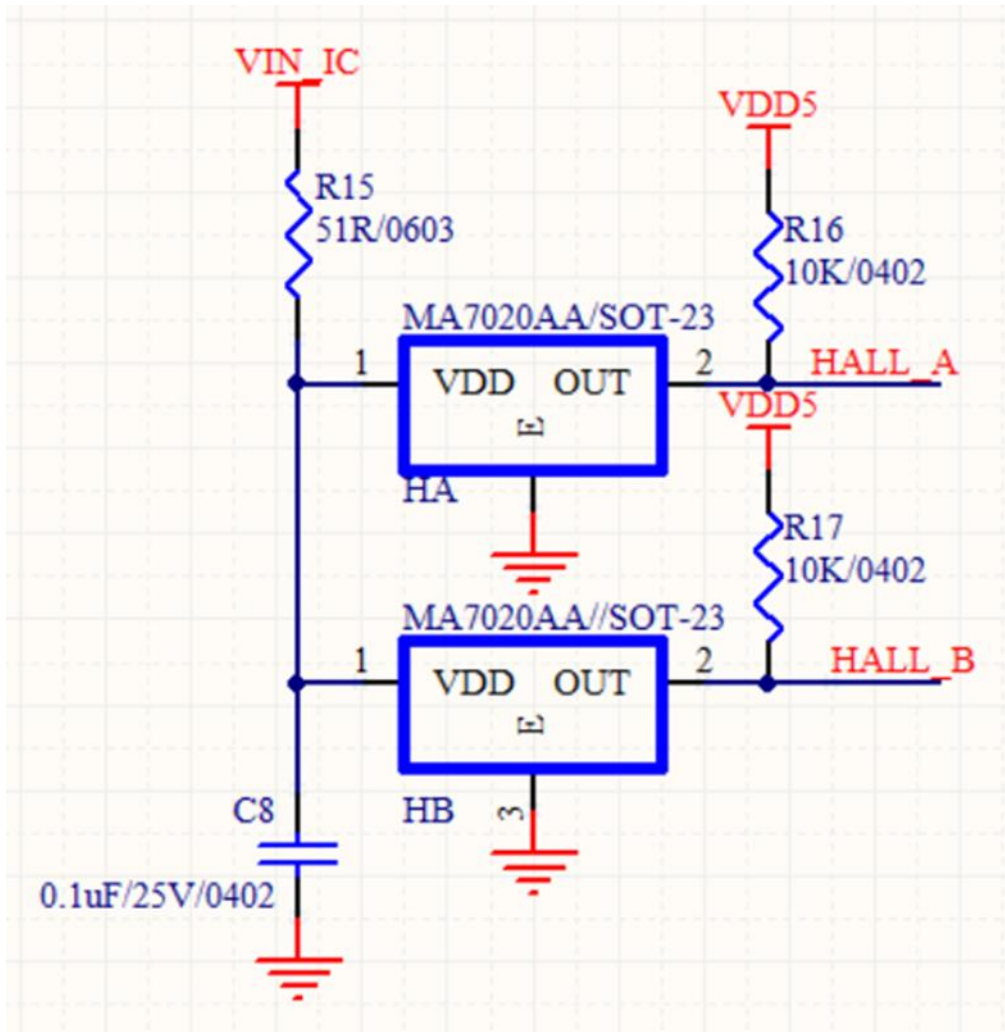 VIN_IC
R15
51R/0603
VDD5
R16
10K/0402
MA7020AA/SOT-23
1
VDD OUT
E
2
HALL_A
HA
VDD5
R17
10K/0402
MA7020AA//SOT-23
1
VDD OUT
E
2
HALL_B
HB
3
C8
0.1uF/25V/0402